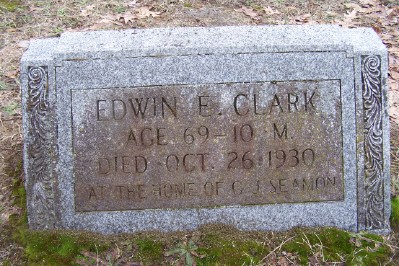 EDWIN E. CLARK
AGE 69-10 M.
DIED OCT. 26-1930
AT THE HOME OF G. J. SEAMON